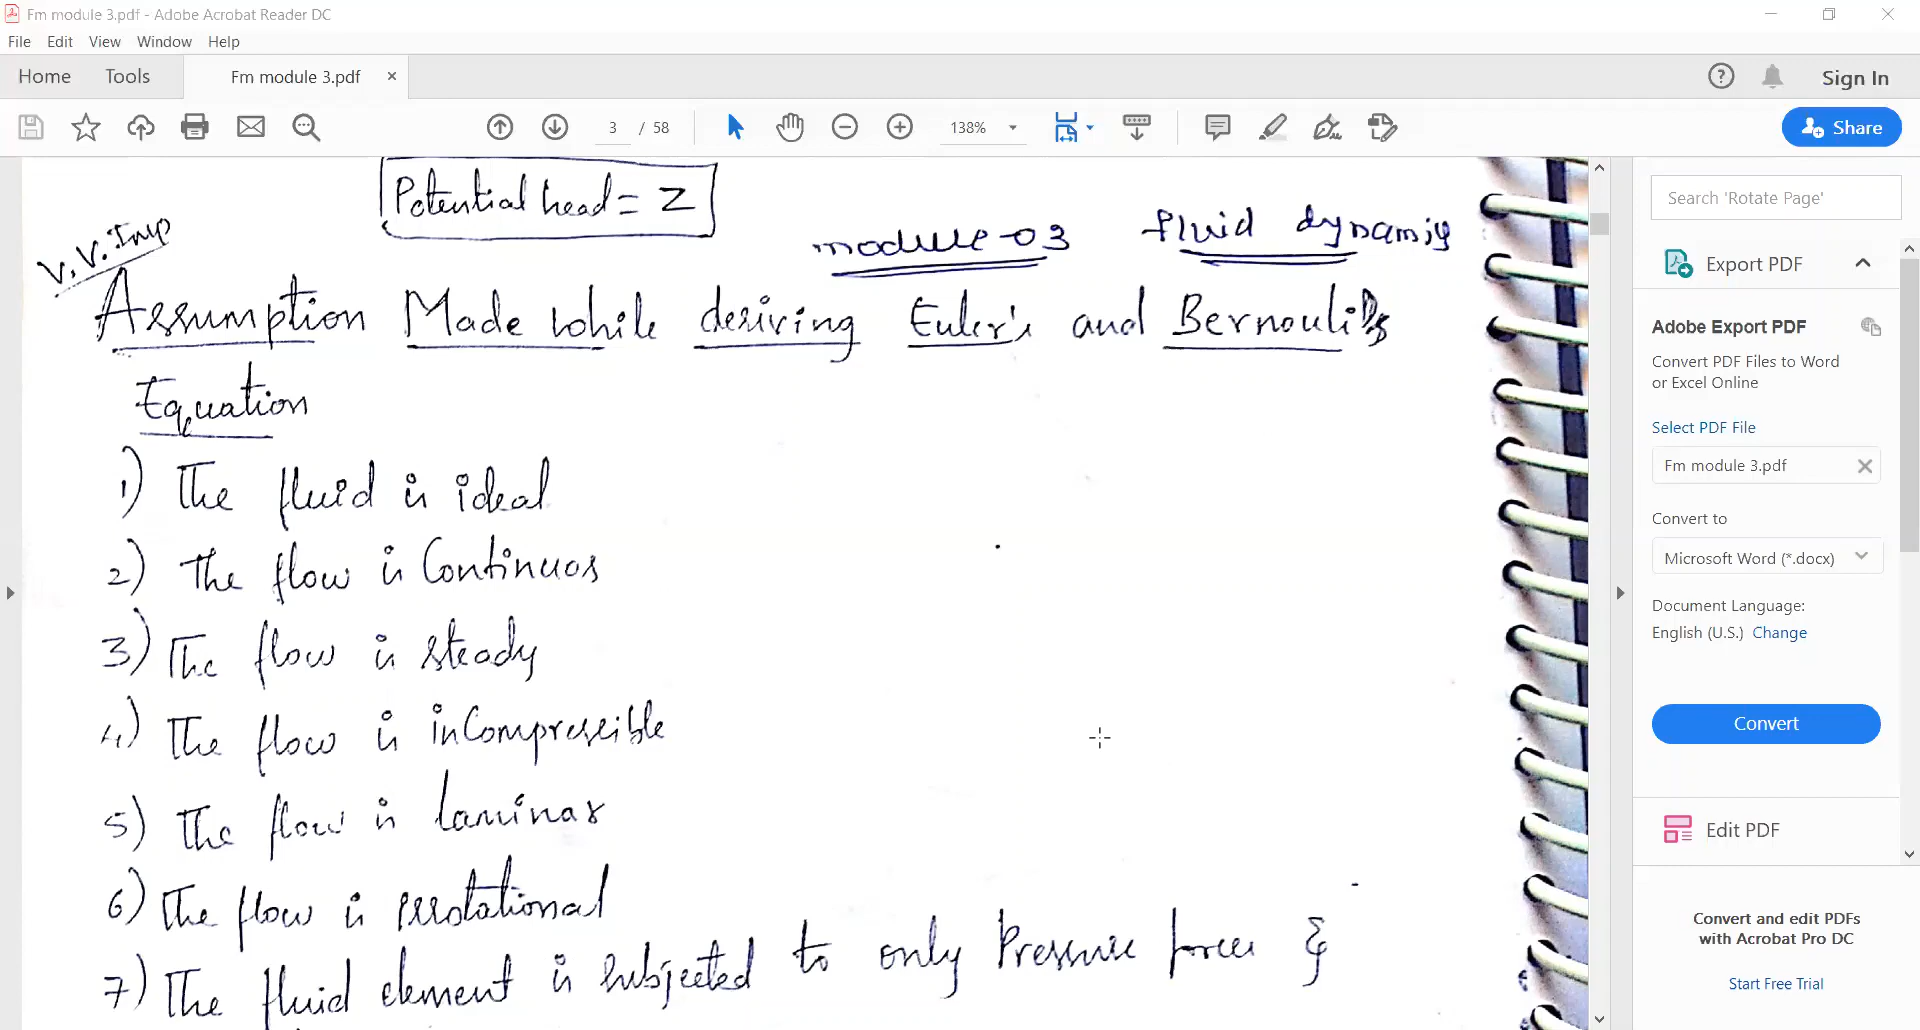 Fm module 3.pdf - Adobe Acrobat Reader DC
File Edit View Window Help
Home Tools Fm module 3.pdf × Sign In
3 / 58 138% Share
Potential head = Z
V.V. Imp
module-03 fluid dynamis
Assumption Made while deriving Euler's and Bernouli's
Equation
1) The fluid is ideal
2) The flow is Continuos
3) The flow is steady
4) The flow is incompressible
5) The flow is laminar
6) The flow is irrotational
7) The fluid element is subjected to only Pressure forces &
Search 'Rotate Page'
Export PDF
Adobe Export PDF
Convert PDF Files to Word
or Excel Online
Select PDF File
Fm module 3.pdf
Convert to
Microsoft Word (*.docx)
Document Language:
English (U.S.) Change
Convert
Edit PDF
Convert and edit PDFs
with Acrobat Pro DC
Start Free Trial